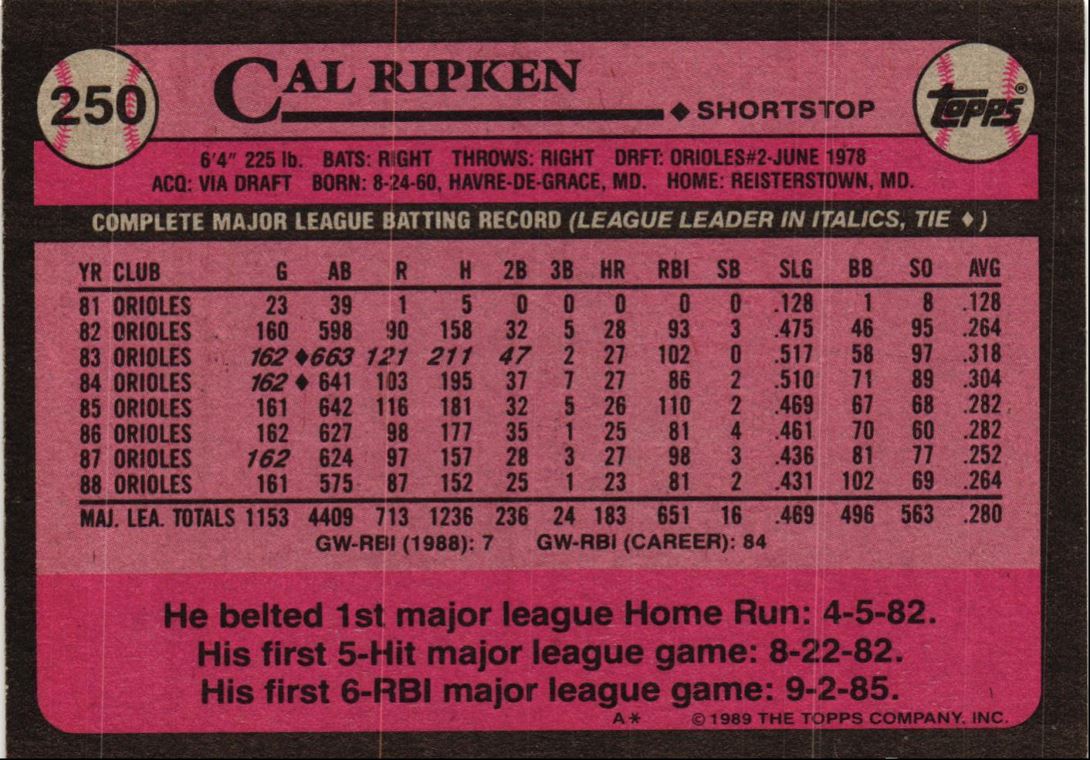 250
CAL RIPKEN
◆ SHORTSTOP
TOPPS®
6'4" 225 lb. BATS: RIGHT THROWS: RIGHT DRFT: ORIOLES#2-JUNE 1978
ACQ: VIA DRAFT BORN: 8-24-60, HAVRE-DE-GRACE, MD. HOME: REISTERSTOWN, MD.
COMPLETE MAJOR LEAGUE BATTING RECORD (LEAGUE LEADER IN ITALICS, TIE ♦)
YR CLUB G AB R H 2B 3B HR RBI SB SLG BB SO AVG
81 ORIOLES 23 39 1 5 0 0 0 0 0 .128 1 8 .128
82 ORIOLES 160 598 90 158 32 5 28 93 3 .475 46 95 .264
83 ORIOLES 162 ♦663 121 211 47 2 27 102 0 .517 58 97 .318
84 ORIOLES 162 ♦ 641 103 195 37 7 27 86 2 .510 71 89 .304
85 ORIOLES 161 642 116 181 32 5 26 110 2 .469 67 68 .282
86 ORIOLES 162 627 98 177 35 1 25 81 4 .461 70 60 .282
87 ORIOLES 162 624 97 157 28 3 27 98 3 .436 81 77 .252
88 ORIOLES 161 575 87 152 25 1 23 81 2 .431 102 69 .264
MAJ. LEA. TOTALS 1153 4409 713 1236 236 24 183 651 16 .469 496 563 .280
GW-RBI (1988): 7 GW-RBI (CAREER): 84
He belted 1st major league Home Run: 4-5-82.
His first 5-Hit major league game: 8-22-82.
His first 6-RBI major league game: 9-2-85.
A* © 1989 THE TOPPS COMPANY, INC.